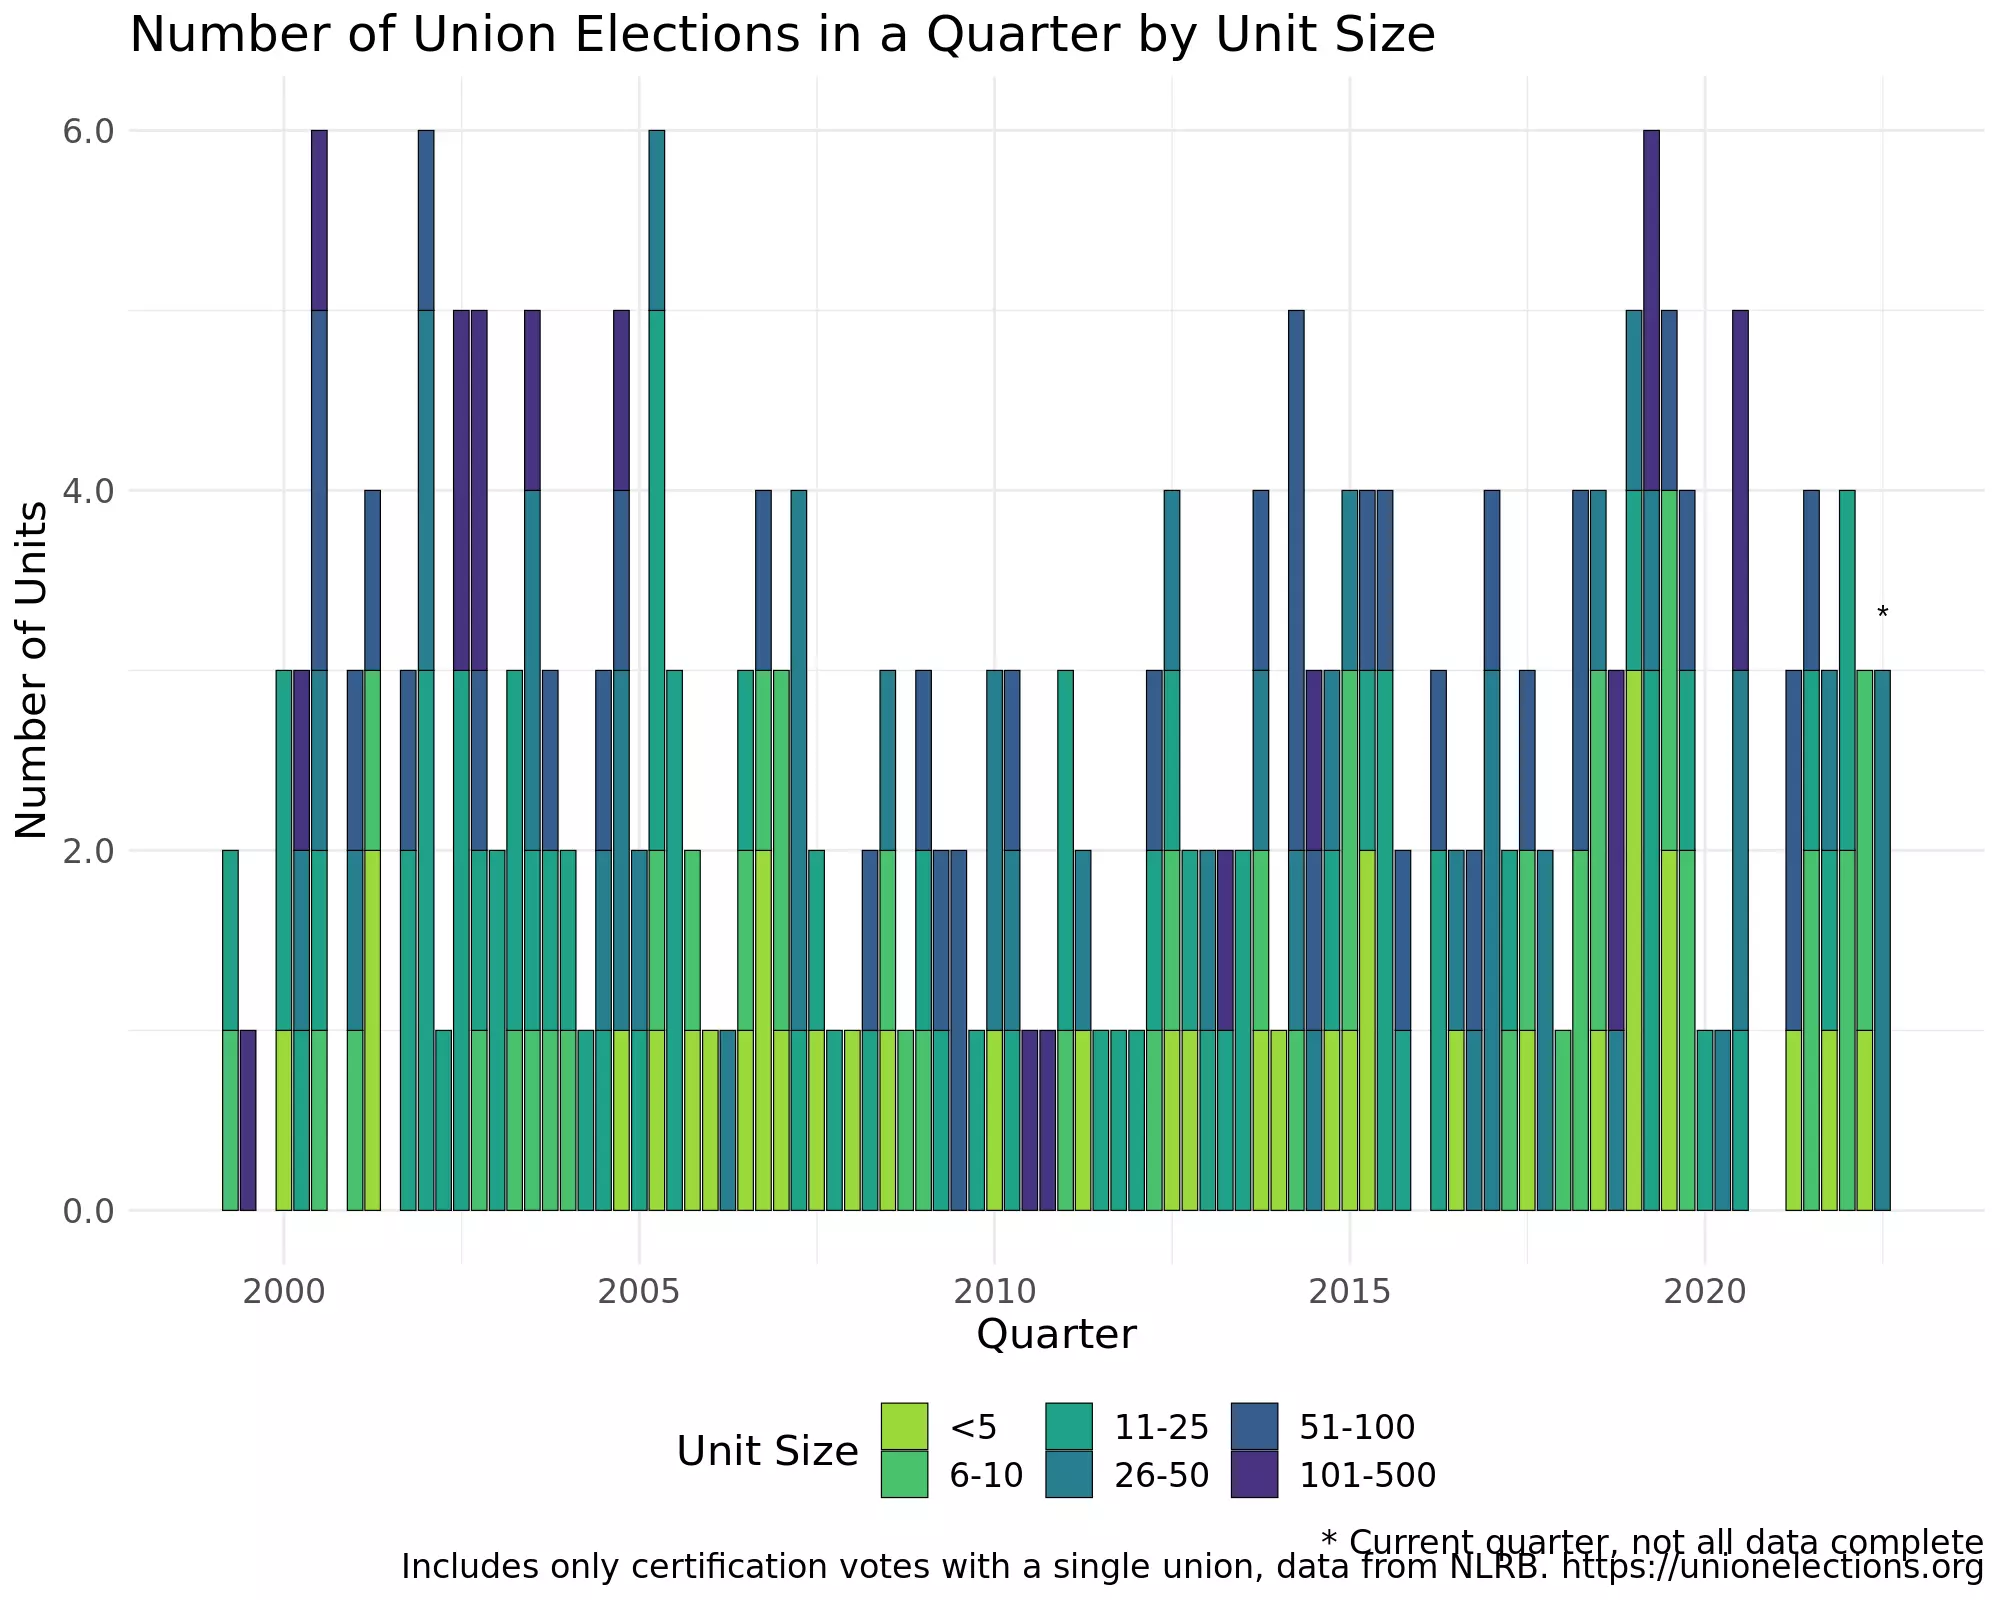 Number of Union Elections in a Quarter by Unit Size
6.0
4.0
2.0
0.0
Number of Units
*
2000 2005 2010 2015 2020
Quarter
Unit Size
<5 11-25 51-100
6-10 26-50 101-500
* Current quarter, not all data complete
Includes only certification votes with a single union, data from NLRB. https://unionelections.org